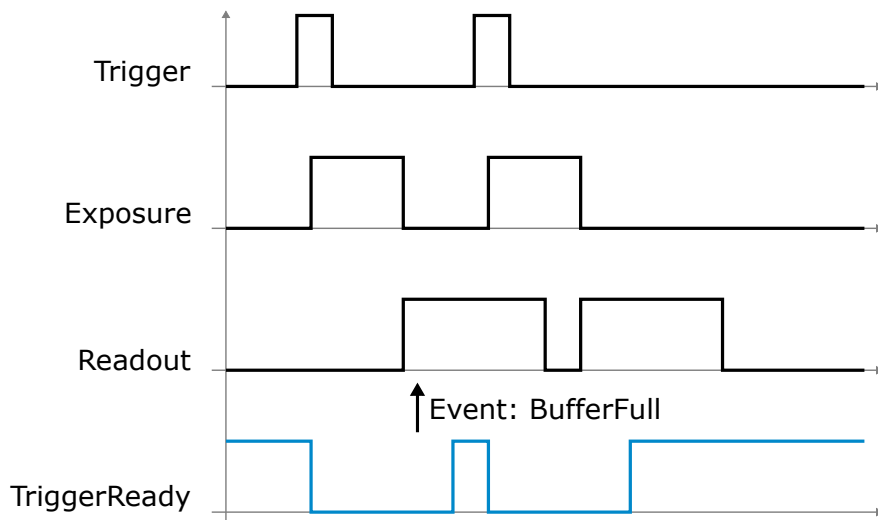 Trigger
Exposure
Readout
Event: BufferFull
TriggerReady